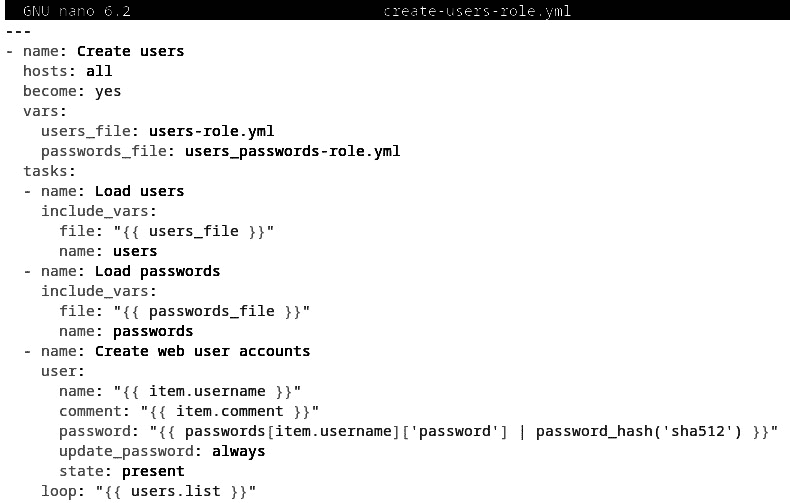 GNU nano 6.2 create-users-role.yml
---
- name: Create users
  hosts: all
  become: yes
  vars:
    users_file: users-role.yml
    passwords_file: users_passwords-role.yml
  tasks:
  - name: Load users
    include_vars:
      file: "{{ users_file }}"
      name: users
  - name: Load passwords
    include_vars:
      file: "{{ passwords_file }}"
      name: passwords
  - name: Create web user accounts
    user:
      name: "{{ item.username }}"
      comment: "{{ item.comment }}"
      password: "{{ passwords[item.username]['password'] | password_hash('sha512') }}"
      update_password: always
      state: present
    loop: "{{ users.list }}"